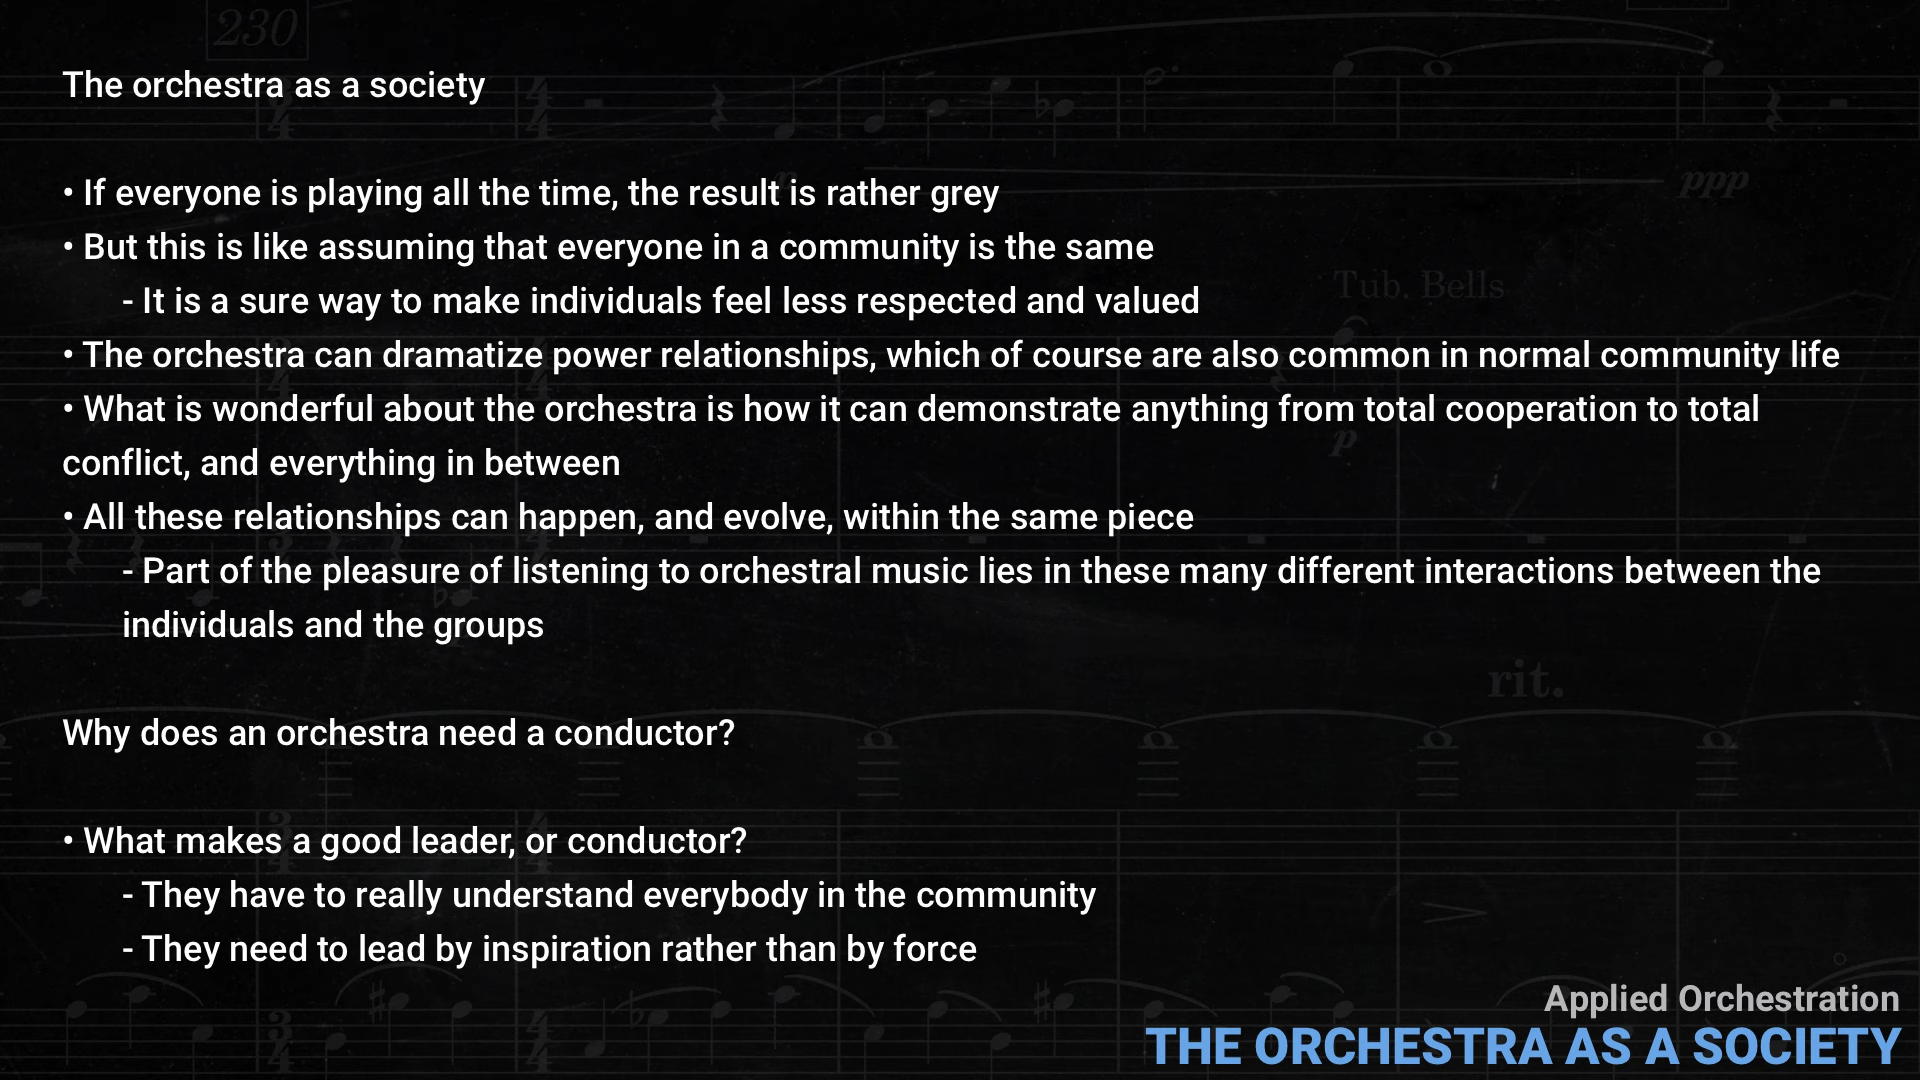 230
The orchestra as a society
• If everyone is playing all the time, the result is rather grey
ppp
• But this is like assuming that everyone in a community is the same
Tub. Bells
- It is a sure way to make individuals feel less respected and valued
• The orchestra can dramatize power relationships, which of course are also common in normal community life
• What is wonderful about the orchestra is how it can demonstrate anything from total cooperation to total
p
conflict, and everything in between
• All these relationships can happen, and evolve, within the same piece
- Part of the pleasure of listening to orchestral music lies in these many different interactions between the
individuals and the groups
rit.
Why does an orchestra need a conductor?
• What makes a good leader, or conductor?
- They have to really understand everybody in the community
- They need to lead by inspiration rather than by force
Applied Orchestration
THE ORCHESTRA AS A SOCIETY